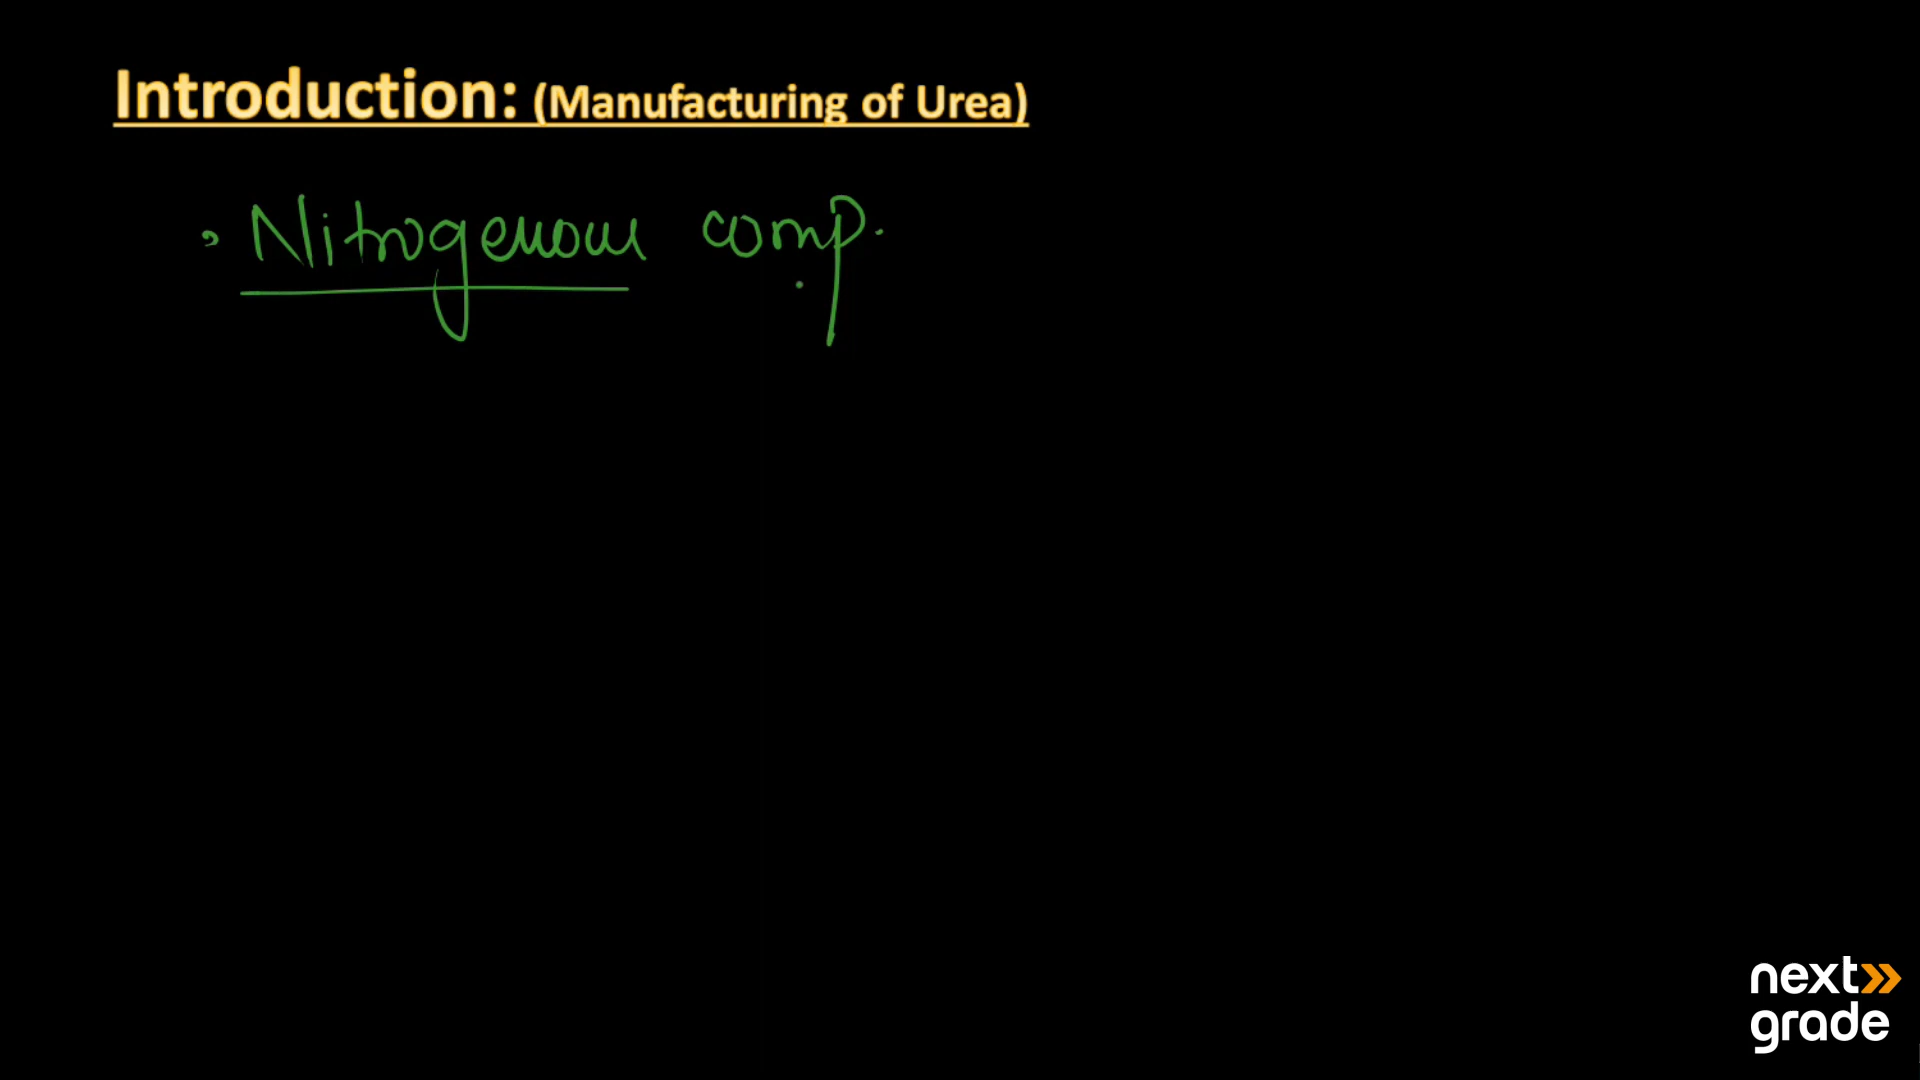 Introduction: (Manufacturing of Urea)
Nitrogenous comp.
next
grade